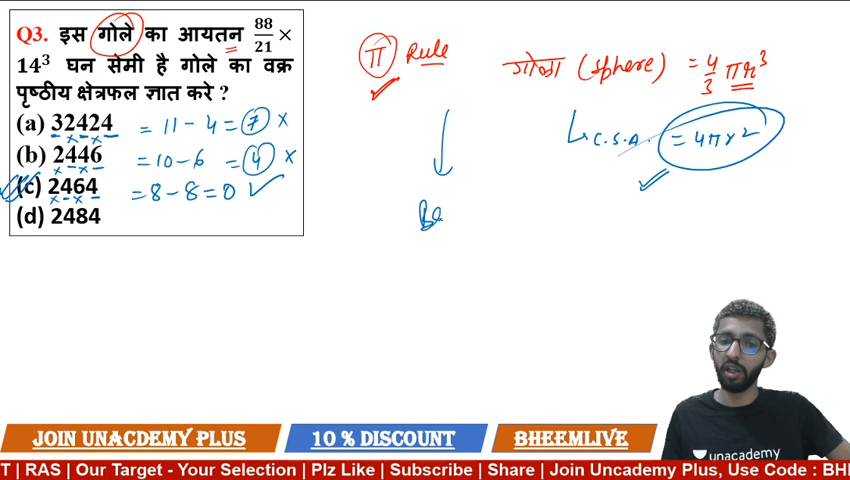 Q3. इस गोले का आयतन 88/21 ×
14³ घन सेमी है गोले का वक्र
पृष्ठीय क्षेत्रफल ज्ञात करे ?
(a) 32424 = 11 - 4 = 7 ×
(b) 2446 = 10 - 6 = 4 ×
(c) 2464 = 8 - 8 = 0 ✓
(d) 2484
π Rule
गोला (sphere) = 4/3 πr³
C.S.A. = 4πr²
unacademy
JOIN UNACDEMY PLUS
10 % DISCOUNT
BHEEMLIVE
T | RAS | Our Target - Your Selection | Plz Like | Subscribe | Share | Join Uncademy Plus, Use Code : BHI